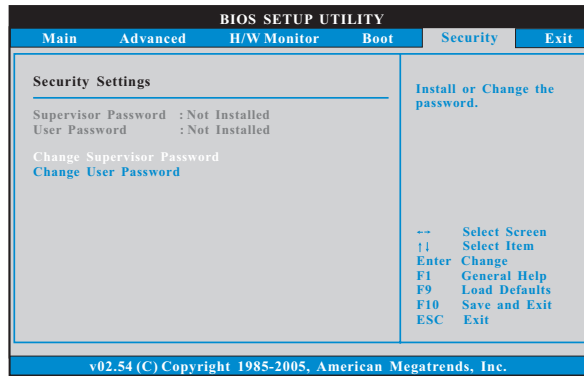 BIOS SETUP UTILITY
Main Advanced H/W Monitor Boot Security Exit
Security Settings
Supervisor Password : Not Installed
User Password : Not Installed
Change Supervisor Password
Change User Password
Install or Change the
password.
←→ Select Screen
↑↓ Select Item
Enter Change
F1 General Help
F9 Load Defaults
F10 Save and Exit
ESC Exit
v02.54 (C) Copyright 1985-2005, American Megatrends, Inc.